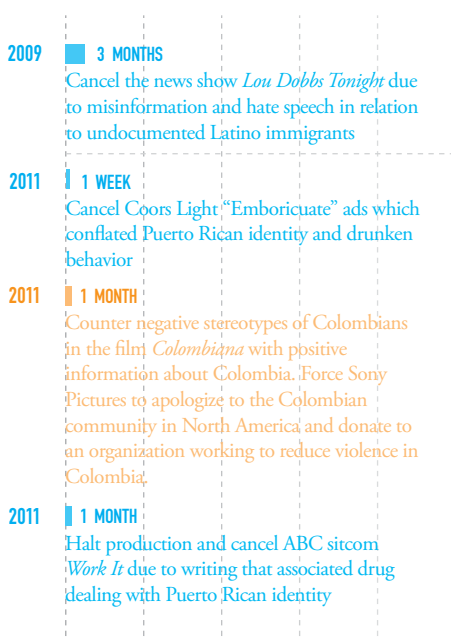 2009 3 MONTHS
Cancel the news show Lou Dobbs Tonight due
to misinformation and hate speech in relation
to undocumented Latino immigrants
2011 1 WEEK
Cancel Coors Light “Emboricuate” ads which
conflated Puerto Rican identity and drunken
behavior
2011 1 MONTH
Counter negative stereotypes of Colombians
in the film Colombiana with positive
information about Colombia. Force Sony
Pictures to apologize to the Colombian
community in North America and donate to
an organization working to reduce violence in
Colombia.
2011 1 MONTH
Halt production and cancel ABC sitcom
Work It due to writing that associated drug
dealing with Puerto Rican identity